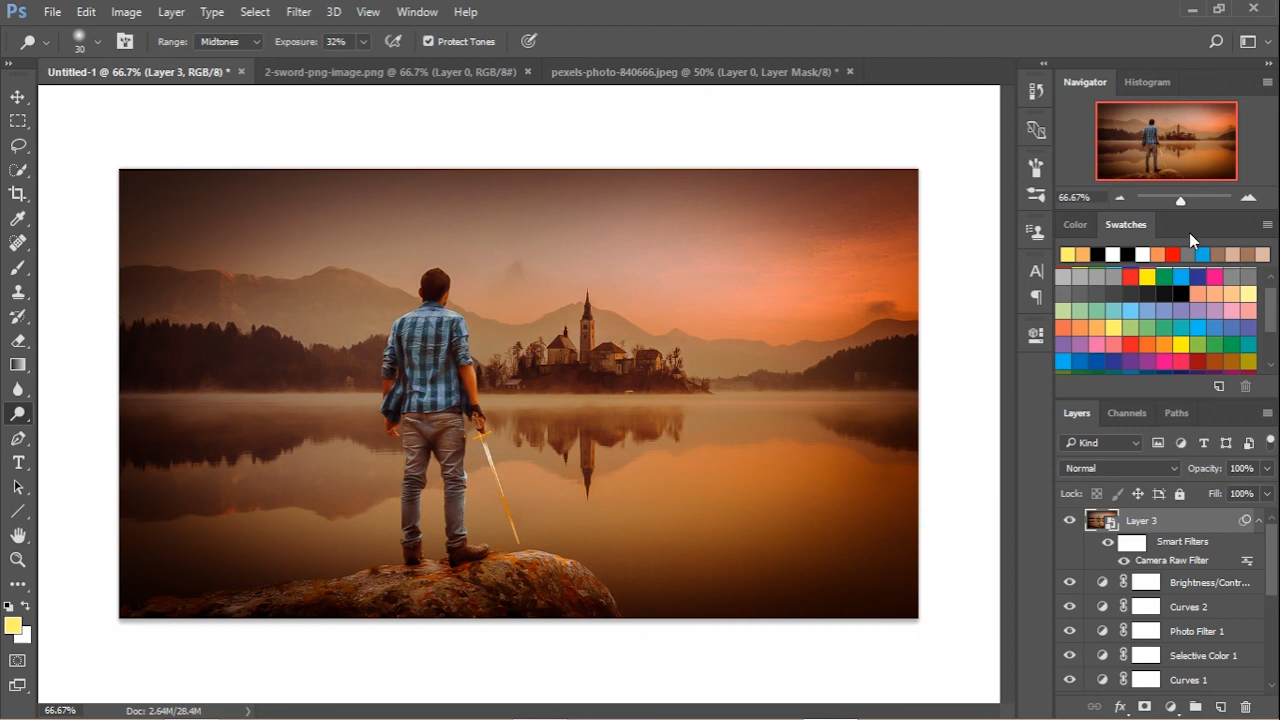 Ps File Edit Image Layer Type Select Filter 3D View Window Help
30 Range: Midtones Exposure: 32% Protect Tones
Untitled-1 @ 66.7% (Layer 3, RGB/8) * 2-sword-png-image.png @ 66.7% (Layer 0, RGB/8#) pexels-photo-840666.jpeg @ 50% (Layer 0, Layer Mask/8) *
Navigator Histogram
66.67%
Color Swatches
Layers Channels Paths
Kind
Normal Opacity: 100%
Lock: Fill: 100%
Layer 3
Smart Filters
Camera Raw Filter
Brightness/Contr...
Curves 2
Photo Filter 1
Selective Color 1
Curves 1
66.67% Doc: 2.64M/28.4M